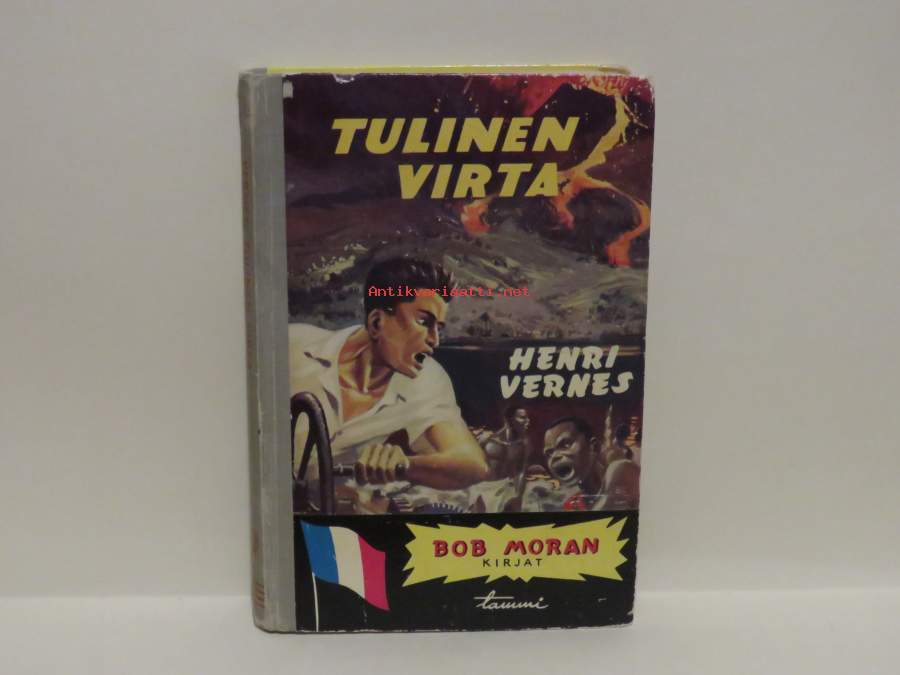 TULINEN
VIRTA
Antikvariaatti.net
HENRI
VERNES
BOB MORAN
KIRJAT
tammi